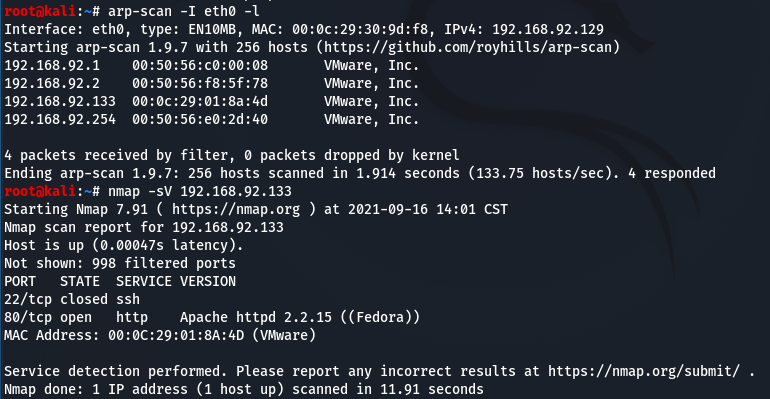 root@kali:~# arp-scan -I eth0 -l
Interface: eth0, type: EN10MB, MAC: 00:0c:29:30:9d:f8, IPv4: 192.168.92.129
Starting arp-scan 1.9.7 with 256 hosts (https://github.com/royhills/arp-scan)
192.168.92.1    00:50:56:c0:00:08       VMware, Inc.
192.168.92.2    00:50:56:f8:5f:78       VMware, Inc.
192.168.92.133  00:0c:29:01:8a:4d       VMware, Inc.
192.168.92.254  00:50:56:e0:2d:40       VMware, Inc.

4 packets received by filter, 0 packets dropped by kernel
Ending arp-scan 1.9.7: 256 hosts scanned in 1.914 seconds (133.75 hosts/sec). 4 responded
root@kali:~# nmap -sV 192.168.92.133
Starting Nmap 7.91 ( https://nmap.org ) at 2021-09-16 14:01 CST
Nmap scan report for 192.168.92.133
Host is up (0.00047s latency).
Not shown: 998 filtered ports
PORT   STATE  SERVICE VERSION
22/tcp closed ssh
80/tcp open   http    Apache httpd 2.2.15 ((Fedora))
MAC Address: 00:0C:29:01:8A:4D (VMware)

Service detection performed. Please report any incorrect results at https://nmap.org/submit/ .
Nmap done: 1 IP address (1 host up) scanned in 11.91 seconds